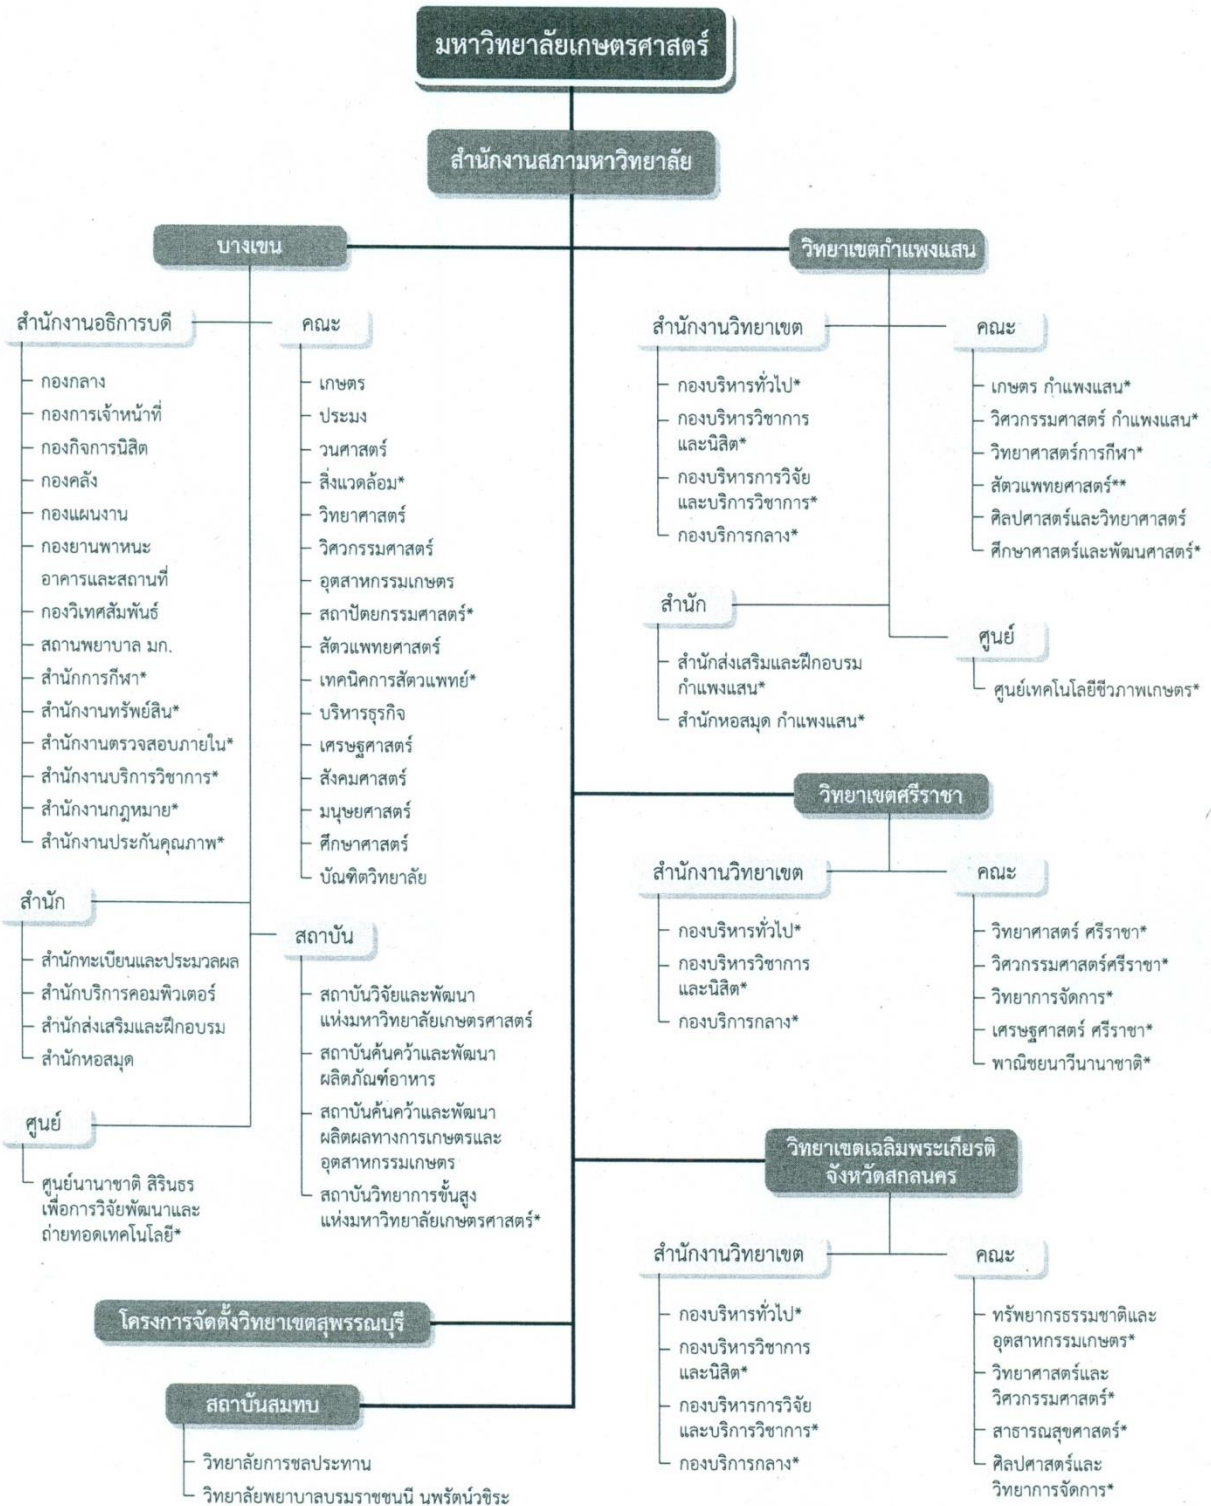 มหาวิทยาลัยเกษตรศาสตร์
สำนักงานสภามหาวิทยาลัย
บางเขน
สำนักงานอธิการบดี
กองกลาง
กองการเจ้าหน้าที่
กองกิจการนิสิต
กองคลัง
กองแผนงาน
กองยานพาหนะ
อาคารและสถานที่
กองวิเทศสัมพันธ์
สถานพยาบาล มก.
สำนักการกีฬา*
สำนักงานทรัพย์สิน*
สำนักงานตรวจสอบภายใน*
สำนักงานบริการวิชาการ*
สำนักงานกฎหมาย*
สำนักงานประกันคุณภาพ*
คณะ
เกษตร
ประมง
วนศาสตร์
สิ่งแวดล้อม*
วิทยาศาสตร์
วิศวกรรมศาสตร์
อุตสาหกรรมเกษตร
สถาปัตยกรรมศาสตร์*
สัตวแพทยศาสตร์
เทคนิคการสัตวแพทย์*
บริหารธุรกิจ
เศรษฐศาสตร์
สังคมศาสตร์
มนุษยศาสตร์
ศึกษาศาสตร์
บัณฑิตวิทยาลัย
สำนัก
สำนักทะเบียนและประมวลผล
สำนักบริการคอมพิวเตอร์
สำนักส่งเสริมและฝึกอบรม
สำนักหอสมุด
สถาบัน
สถาบันวิจัยและพัฒนา
แห่งมหาวิทยาลัยเกษตรศาสตร์
สถาบันค้นคว้าและพัฒนา
ผลิตภัณฑ์อาหาร
สถาบันค้นคว้าและพัฒนา
ผลิตผลทางการเกษตรและ
อุตสาหกรรมเกษตร
สถาบันวิทยาการขั้นสูง
แห่งมหาวิทยาลัยเกษตรศาสตร์*
ศูนย์
ศูนย์นานาชาติ สิรินธร
เพื่อการวิจัยพัฒนาและ
ถ่ายทอดเทคโนโลยี*
วิทยาเขตกำแพงแสน
สำนักงานวิทยาเขต
กองบริหารทั่วไป*
กองบริหารวิชาการ
และนิสิต*
กองบริหารการวิจัย
และบริการวิชาการ*
กองบริการกลาง*
คณะ
เกษตร กำแพงแสน*
วิศวกรรมศาสตร์ กำแพงแสน*
วิทยาศาสตร์การกีฬา*
สัตวแพทยศาสตร์**
ศิลปศาสตร์และวิทยาศาสตร์
ศึกษาศาสตร์และพัฒนศาสตร์*
สำนัก
สำนักส่งเสริมและฝึกอบรม
กำแพงแสน*
สำนักหอสมุด กำแพงแสน*
ศูนย์
ศูนย์เทคโนโลยีชีวภาพเกษตร*
วิทยาเขตศรีราชา
สำนักงานวิทยาเขต
กองบริหารทั่วไป*
กองบริหารวิชาการ
และนิสิต*
กองบริการกลาง*
คณะ
วิทยาศาสตร์ ศรีราชา*
วิศวกรรมศาสตร์ศรีราชา*
วิทยาการจัดการ*
เศรษฐศาสตร์ ศรีราชา*
พาณิชยนาวีนานาชาติ*
วิทยาเขตเฉลิมพระเกียรติ
จังหวัดสกลนคร
สำนักงานวิทยาเขต
กองบริหารทั่วไป*
กองบริหารวิชาการ
และนิสิต*
กองบริหารการวิจัย
และบริการวิชาการ*
กองบริการกลาง*
คณะ
ทรัพยากรธรรมชาติและ
อุตสาหกรรมเกษตร*
วิทยาศาสตร์และ
วิศวกรรมศาสตร์*
สาธารณสุขศาสตร์*
ศิลปศาสตร์และ
วิทยาการจัดการ*
โครงการจัดตั้งวิทยาเขตสุพรรณบุรี
สถาบันสมทบ
วิทยาลัยการชลประทาน
วิทยาลัยพยาบาลบรมราชชนนี นพรัตน์วชิระ